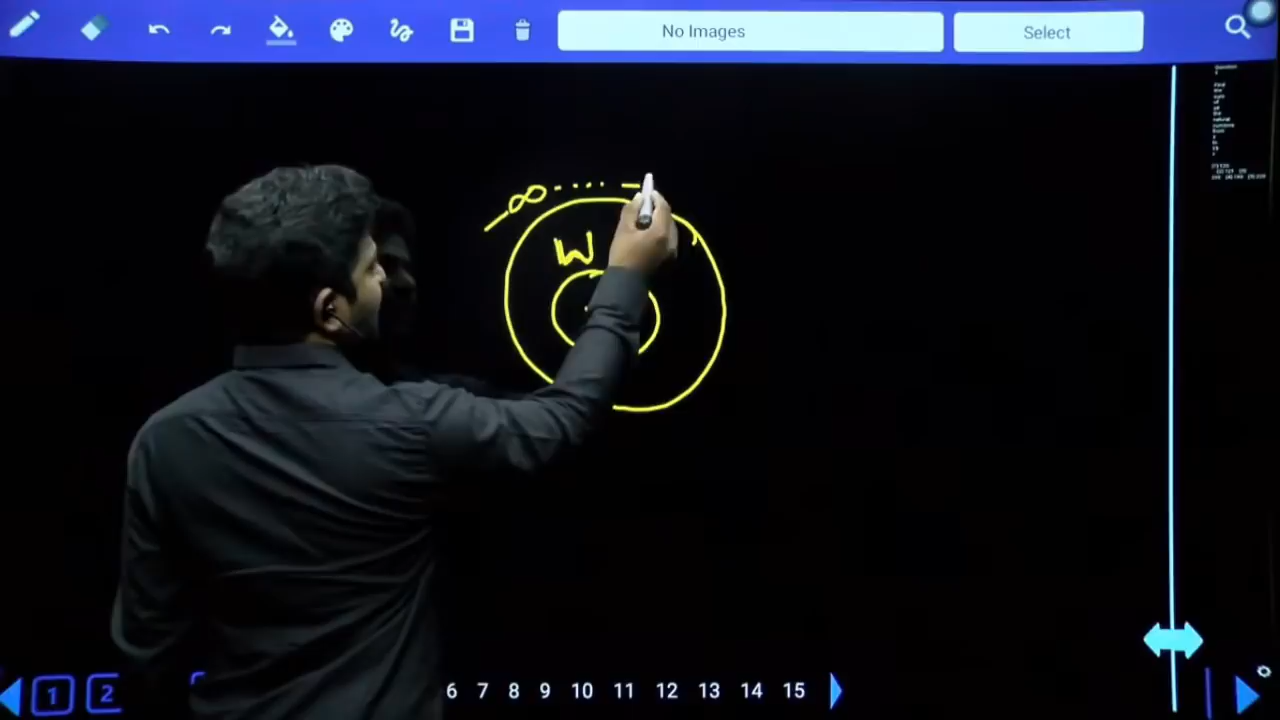 No Images
Select
-∞ .... -
W
1 2
6 7 8 9 10 11 12 13 14 15